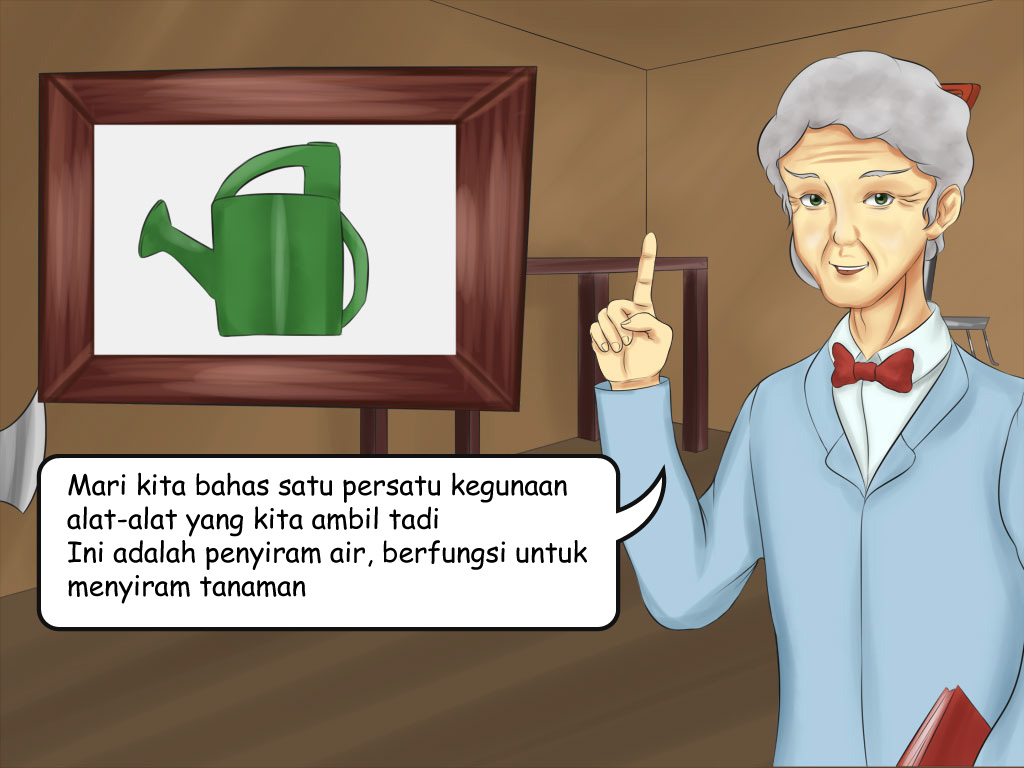 Mari kita bahas satu persatu kegunaan
alat-alat yang kita ambil tadi
Ini adalah penyiram air, berfungsi untuk
menyiram tanaman